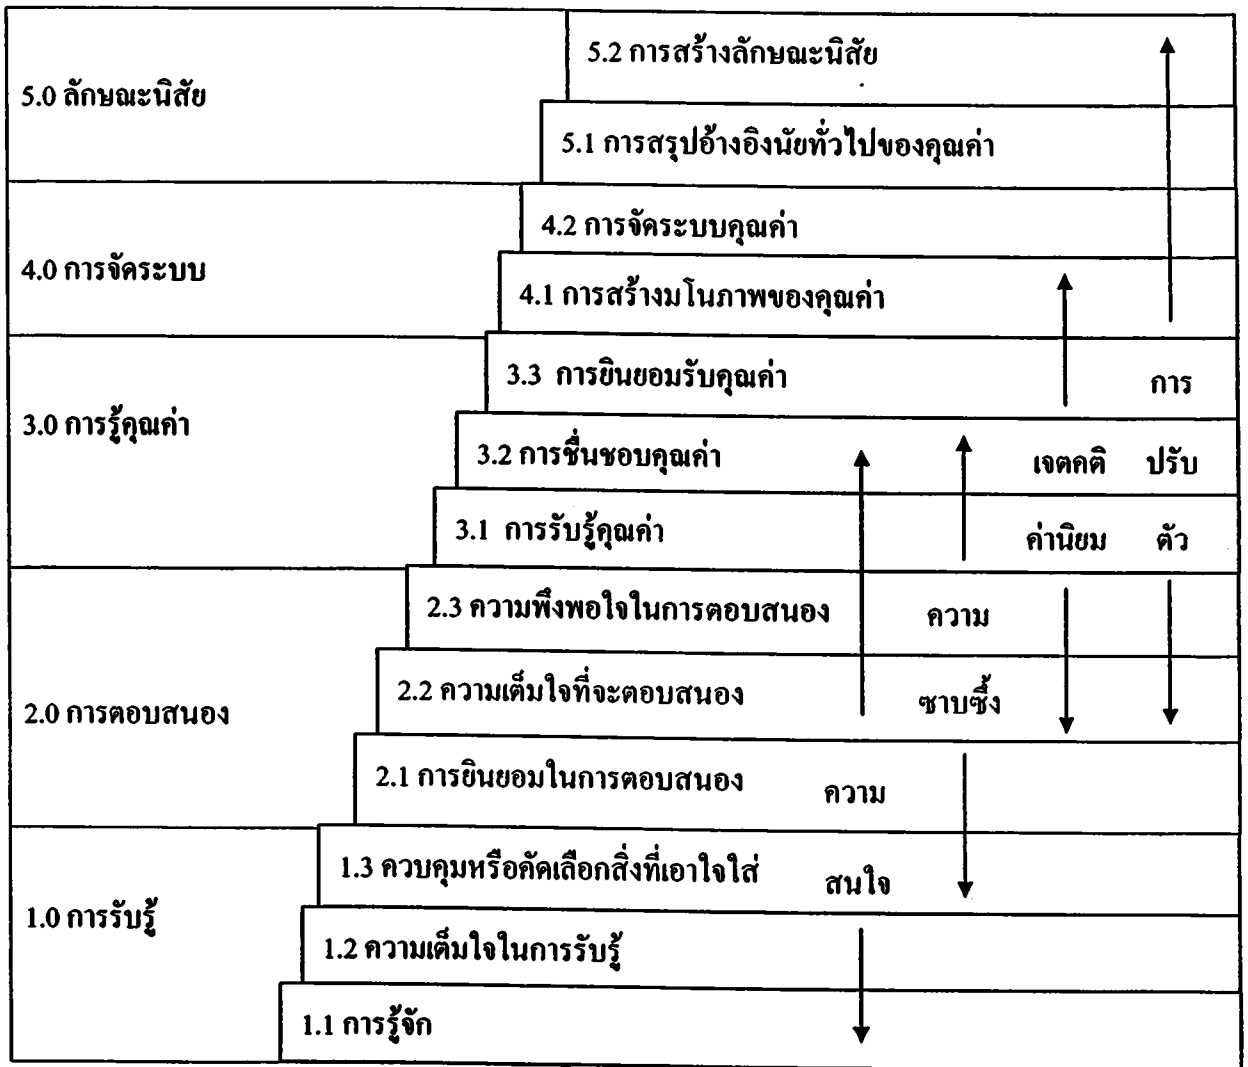 5.2 การสร้างลักษณะนิสัย
5.0 ลักษณะนิสัย
5.1 การสรุปอ้างอิงนัยทั่วไปของคุณค่า
4.2 การจัดระบบคุณค่า
4.0 การจัดระบบ
4.1 การสร้างมโนภาพของคุณค่า
3.3 การยินยอมรับคุณค่า การ
3.0 การรู้คุณค่า
3.2 การชื่นชอบคุณค่า เจตคติ ปรับ
3.1 การรับรู้คุณค่า ค่านิยม ตัว
2.3 ความพึงพอใจในการตอบสนอง ความ
2.2 ความเต็มใจที่จะตอบสนอง ซาบซึ้ง
2.0 การตอบสนอง
2.1 การยินยอมในการตอบสนอง ความ
1.3 ควบคุมหรือคัดเลือกสิ่งที่เอาใจใส่ สนใจ
1.0 การรับรู้
1.2 ความเต็มใจในการรับรู้
1.1 การรู้จัก